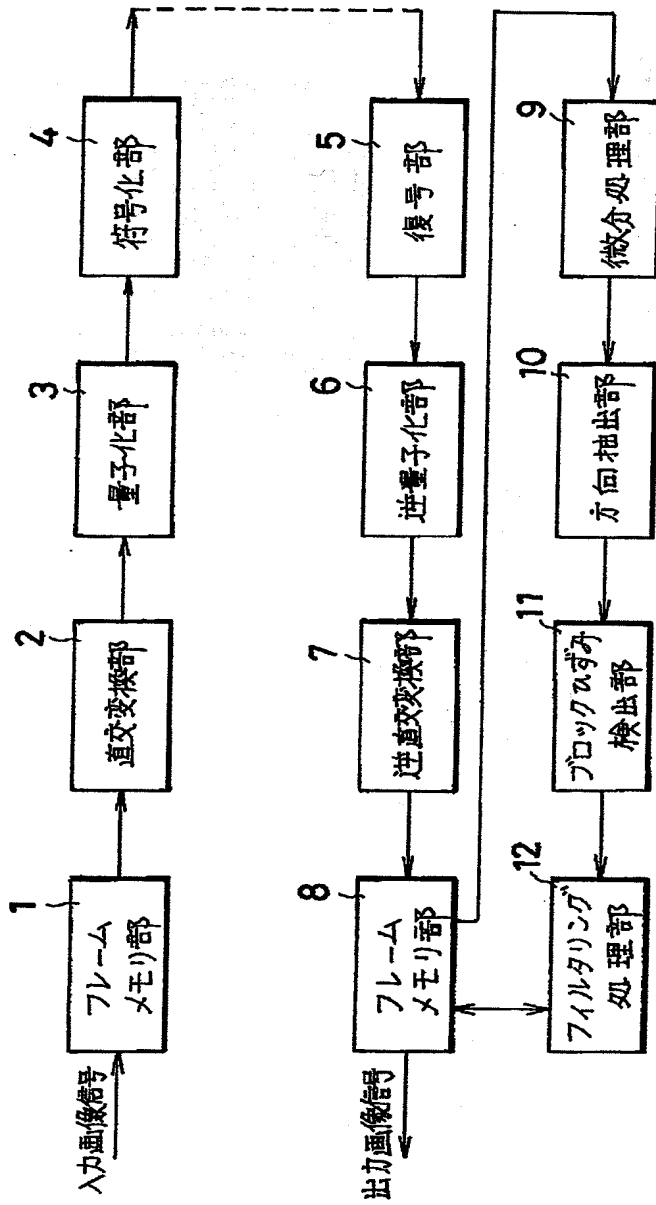 入力画像信号
1
フレーム
メモリ部
2
直交変換部
3
量子化部
4
符号化部
5
復号部
6
逆量子化部
7
逆直交変換部
8
フレーム
メモリ部
出力画像信号
9
微分処理部
10
方向抽出部
11
ブロックひずみ
検出部
12
フィルタリング
処理部